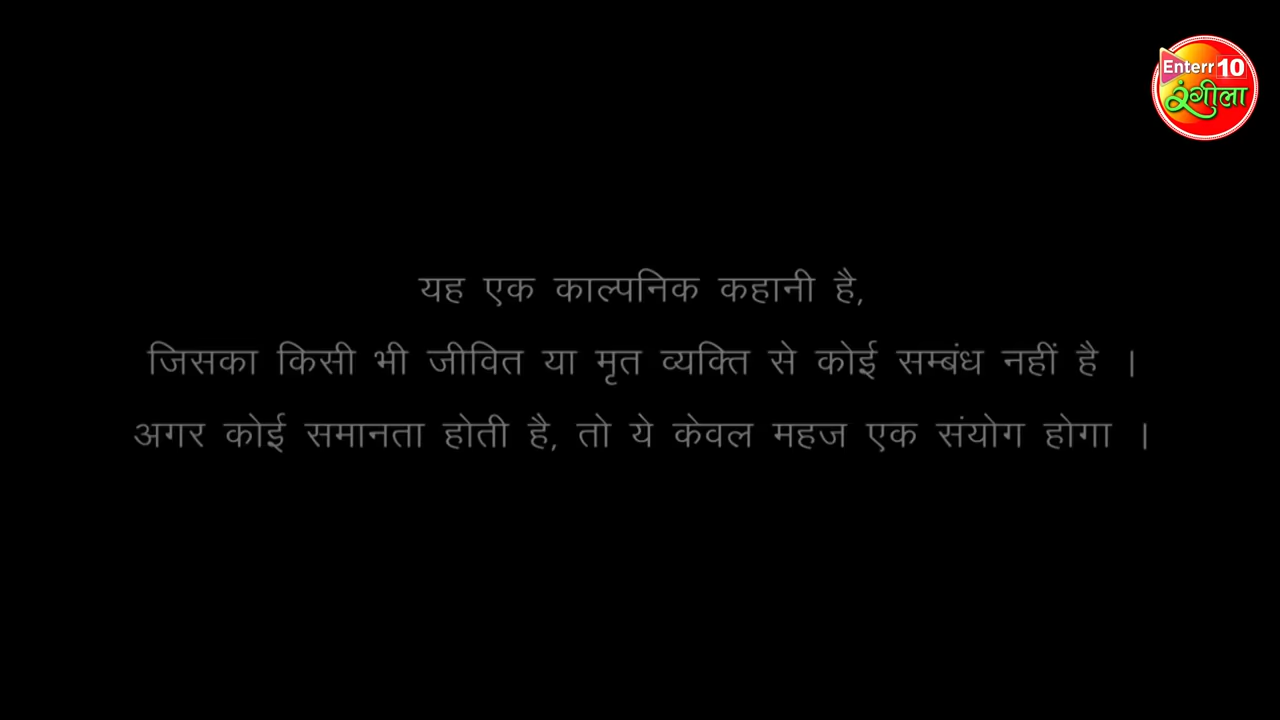 Enterr 10
रंगीला
यह एक काल्पनिक कहानी है,
जिसका किसी भी जीवित या मृत व्यक्ति से कोई सम्बंध नहीं है ।
अगर कोई समानता होती है, तो ये केवल महज एक संयोग होगा ।